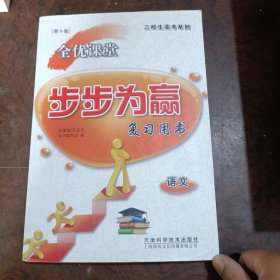 (第十版)
三校生高考系列
全优课堂
步步为赢
复习用书
语文
天津科学技术出版社